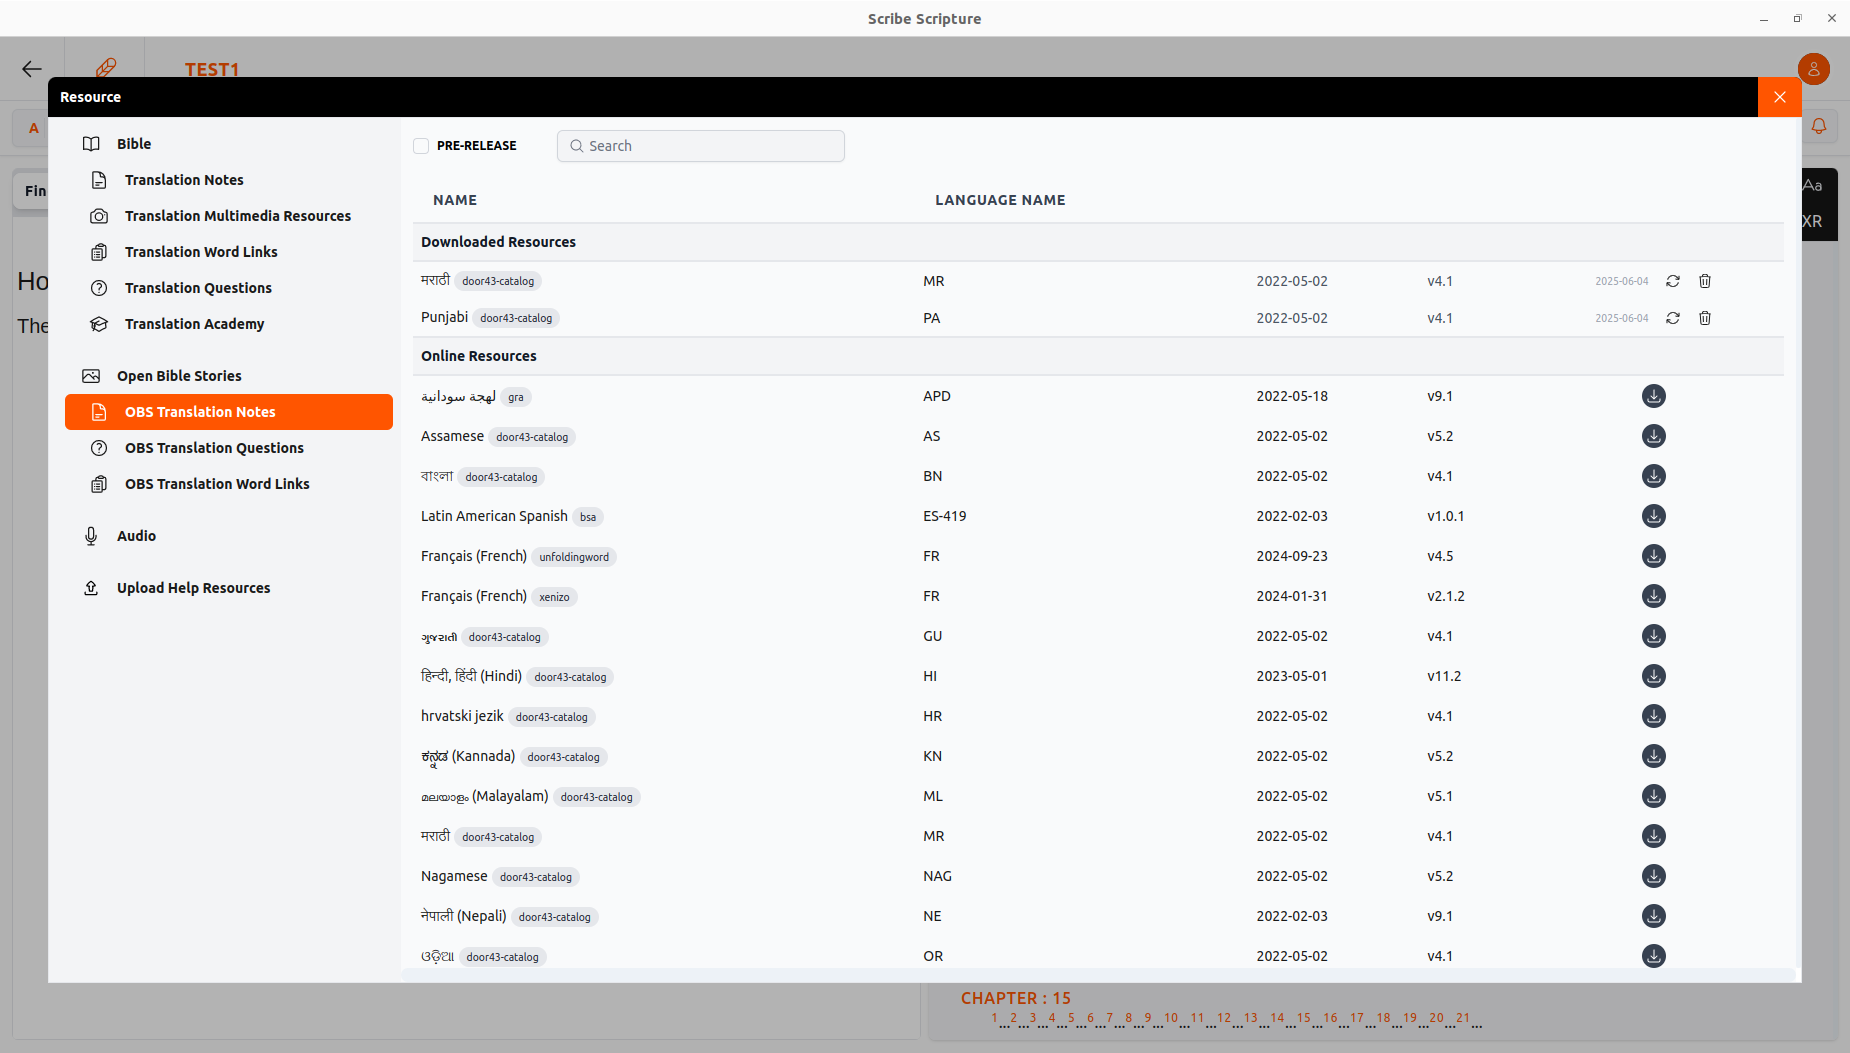 Scribe Scripture
TEST1
Resource
A
Bible
PRE-RELEASE
Search
Translation Notes
Fin
Aa
Translation Multimedia Resources
NAME LANGUAGE NAME
XR
Translation Word Links
Downloaded Resources
Ho
Translation Questions
मराठी door43-catalog MR 2022-05-02 v4.1 2025-06-04
The
Translation Academy
Punjabi door43-catalog PA 2022-05-02 v4.1 2025-06-04
Online Resources
Open Bible Stories
لهجة سودانية gra APD 2022-05-18 v9.1
OBS Translation Notes
Assamese door43-catalog AS 2022-05-02 v5.2
OBS Translation Questions
বাংলা door43-catalog BN 2022-05-02 v4.1
OBS Translation Word Links
Latin American Spanish bsa ES-419 2022-02-03 v1.0.1
Audio
Français (French) unfoldingword FR 2024-09-23 v4.5
Upload Help Resources
Français (French) xenizo FR 2024-01-31 v2.1.2
ગુજરાતી door43-catalog GU 2022-05-02 v4.1
हिन्दी, हिंदी (Hindi) door43-catalog HI 2023-05-01 v11.2
hrvatski jezik door43-catalog HR 2022-05-02 v4.1
ಕನ್ನಡ (Kannada) door43-catalog KN 2022-05-02 v5.2
മലയാളം (Malayalam) door43-catalog ML 2022-05-02 v5.1
मराठी door43-catalog MR 2022-05-02 v4.1
Nagamese door43-catalog NAG 2022-05-02 v5.2
नेपाली (Nepali) door43-catalog NE 2022-02-03 v9.1
ଓଡ଼ିଆ door43-catalog OR 2022-05-02 v4.1
CHAPTER : 15
1...2...3...4...5...6...7...8...9...10...11...12...13...14...15...16...17...18...19...20...21...